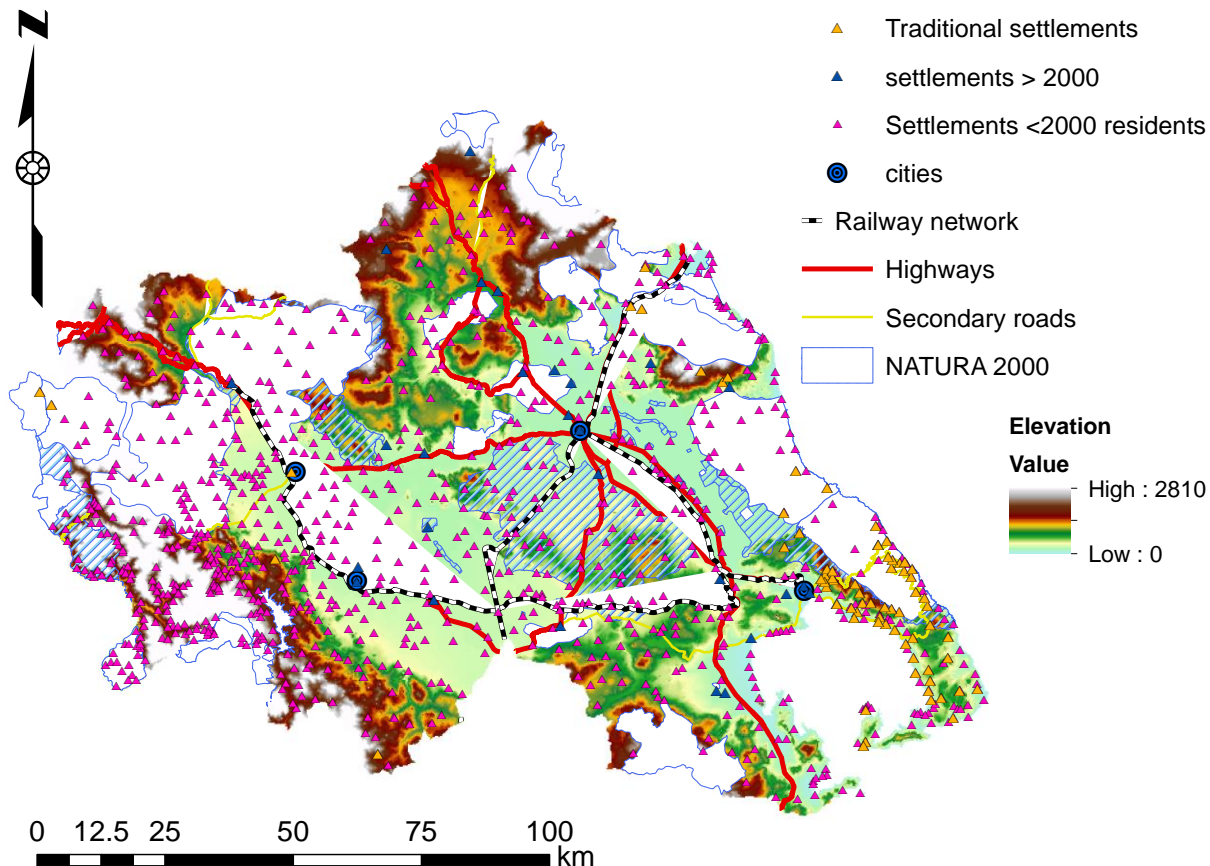 N
Traditional settlements
settlements > 2000
Settlements <2000 residents
cities
Railway network
Highways
Secondary roads
NATURA 2000
Elevation
Value
High : 2810
Low : 0
0 12.5 25 50 75 100
km